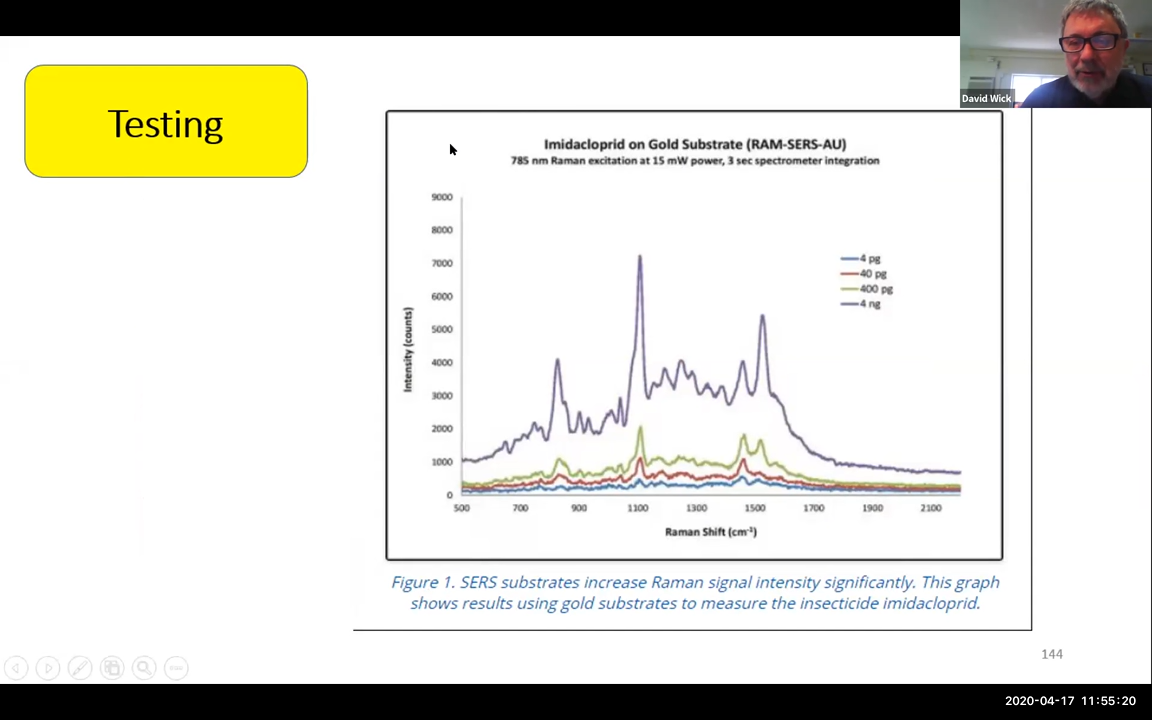 David Wick
Testing
Imidacloprid on Gold Substrate (RAM-SERS-AU)
785 nm Raman excitation at 15 mW power, 3 sec spectrometer integration
9000
8000
7000
6000
5000
4000
3000
2000
1000
0
Intensity (counts)
4 pg
40 pg
400 pg
4 ng
500 700 900 1100 1300 1500 1700 1900 2100
Raman Shift (cm⁻¹)
Figure 1. SERS substrates increase Raman signal intensity significantly. This graph
shows results using gold substrates to measure the insecticide imidacloprid.
144
2020-04-17 11:55:20